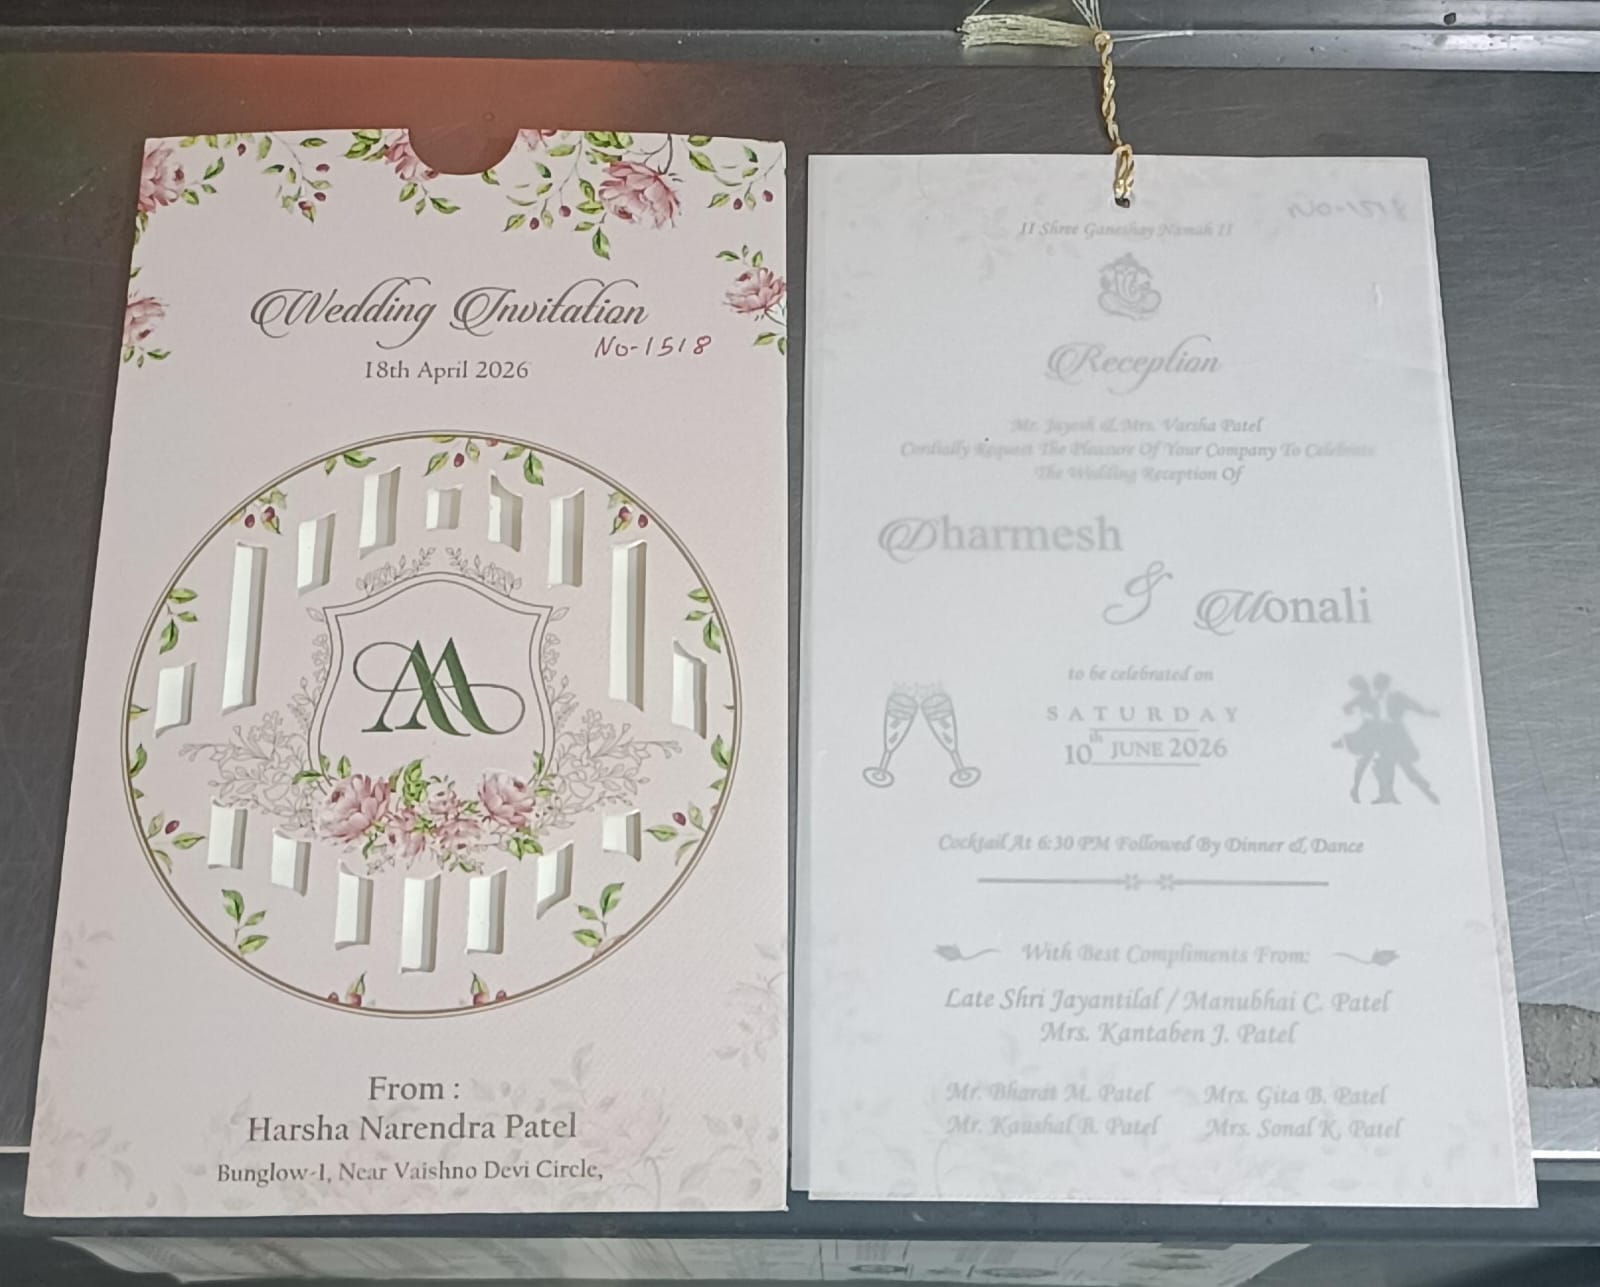 Wedding Invitation
No-1518
18th April 2026
AA
From :
Harsha Narendra Patel
Bunglow-1, Near Vaishno Devi Circle,
No-1518
II Shree Ganeshay Namah II
Reception
Mr. Jayesh & Mrs. Varsha Patel
Cordially Request The Pleasure Of Your Company To Celebrate
The Wedding Reception Of
Dharmesh
& Monali
to be celebrated on
SATURDAY
10th JUNE 2026
Cocktail At 6:30 PM Followed By Dinner & Dance
With Best Compliments From:
Late Shri Jayantilal / Manubhai C. Patel
Mrs. Kantaben J. Patel
Mr. Bharat M. Patel Mrs. Gita B. Patel
Mr. Kaushal B. Patel Mrs. Sonal K. Patel